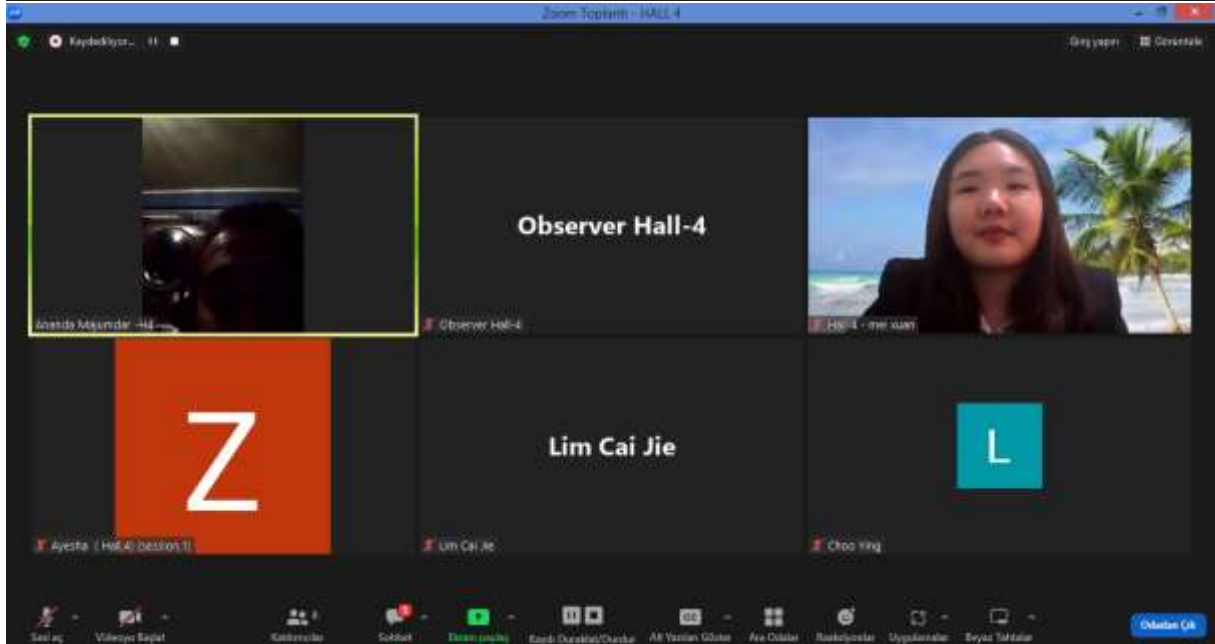 Zoom Toplantı - HALL 4
Kaydediliyor...
Giriş yapın
Görüntüle
Ananda Majumdar -H4
Observer Hall-4
Observer Hall-4
Hall 4 - mei xuan
Z
Ayesha ( Hall 4) (session 1)
Lim Cai Jie
Lim Cai Jie
L
Choo Ying
Sesi aç
Videoyu Başlat
Katılımcılar
Sohbet
Ekranı paylaş
Kaydı Duraklat/Durdur
Alt Yazıları Göster
Ara Odalar
Reaksiyonlar
Uygulamalar
Beyaz Tahtalar
Odadan Çık